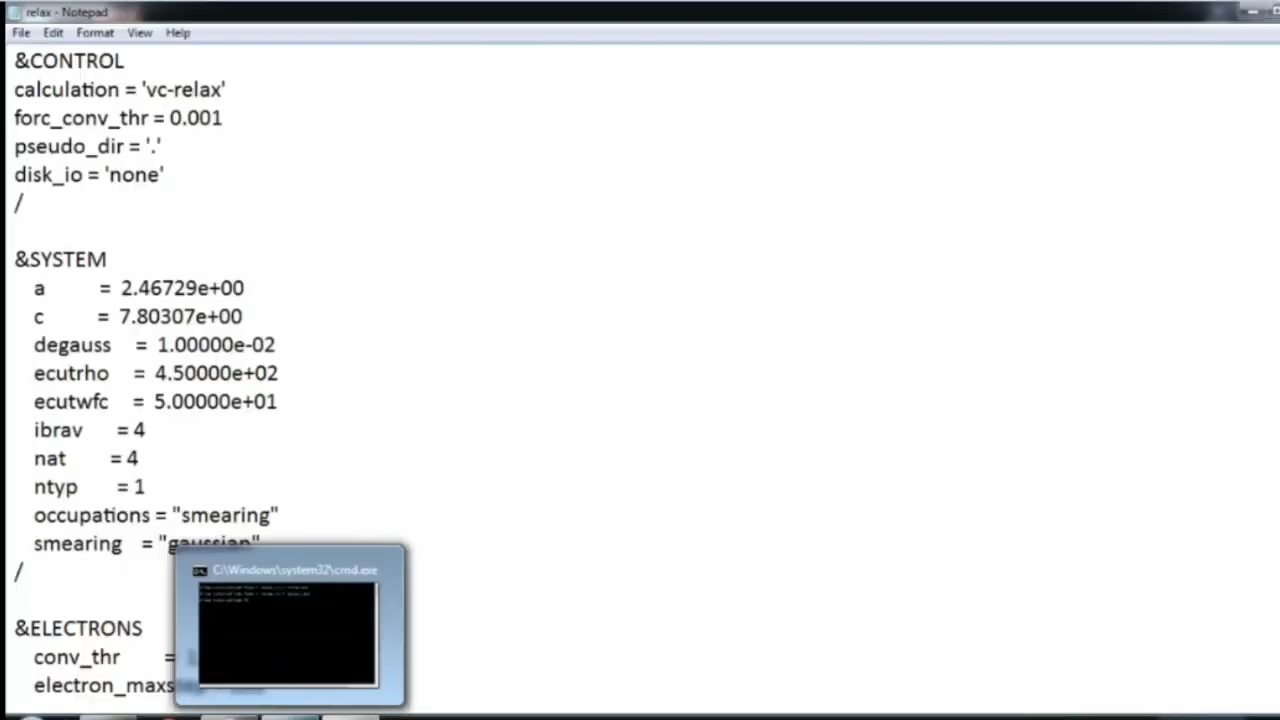 relax - Notepad
File Edit Format View Help
&CONTROL
calculation = 'vc-relax'
forc_conv_thr = 0.001
pseudo_dir = '.'
disk_io = 'none'
/
&SYSTEM
a = 2.46729e+00
c = 7.80307e+00
degauss = 1.00000e-02
ecutrho = 4.50000e+02
ecutwfc = 5.00000e+01
ibrav = 4
nat = 4
ntyp = 1
occupations = "smearing"
smearing = "gaussian"
C:\Windows\system32\cmd.exe
/
&ELECTRONS
conv_thr =
electron_maxs